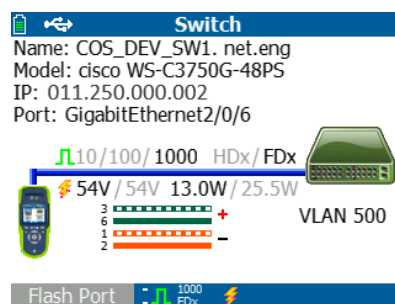 Switch
Name: COS_DEV_SW1. net.eng
Model: cisco WS-C3750G-48PS
IP: 011.250.000.002
Port: GigabitEthernet2/0/6
10/100/1000 HDx/FDx
54V/54V 13.0W/25.5W
3
6 +
1
2 −
VLAN 500
Flash Port 1000
FDx